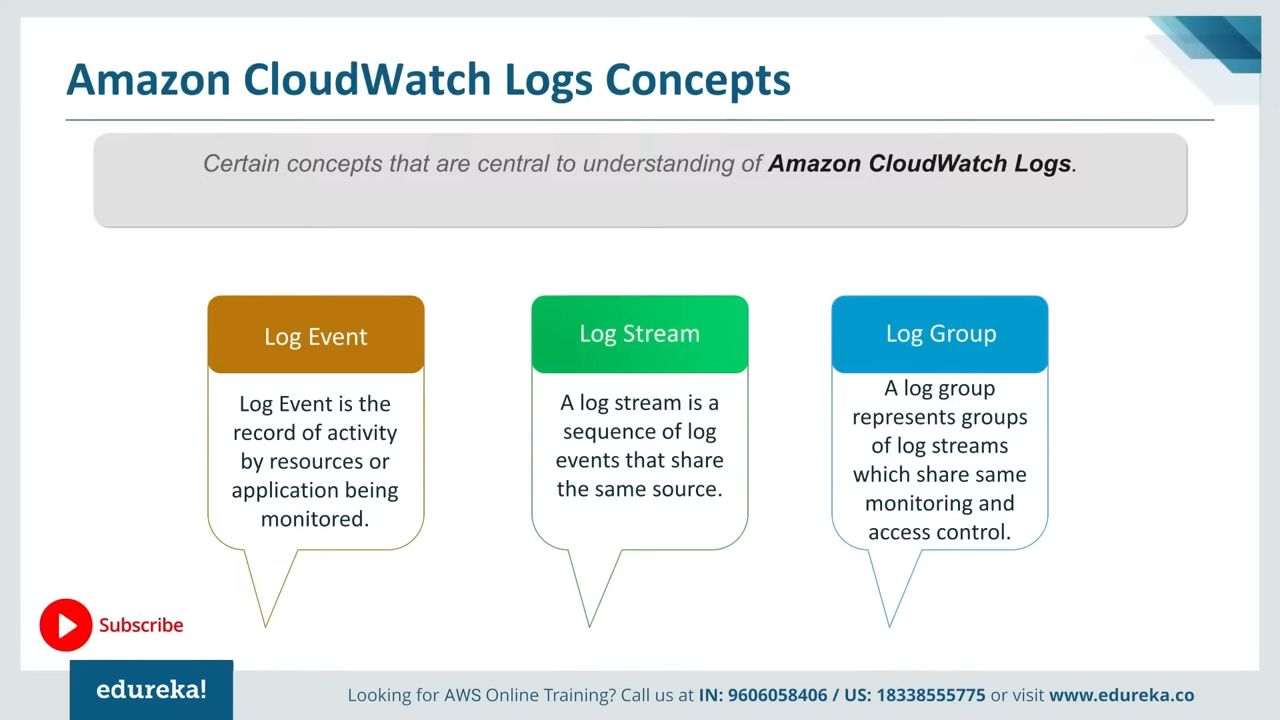 Amazon CloudWatch Logs Concepts
Certain concepts that are central to understanding of Amazon CloudWatch Logs.
Log Event
Log Event is the
record of activity
by resources or
application being
monitored.
Log Stream
A log stream is a
sequence of log
events that share
the same source.
Log Group
A log group
represents groups
of log streams
which share same
monitoring and
access control.
Subscribe
edureka!
Looking for AWS Online Training? Call us at IN: 9606058406 / US: 18338555775 or visit www.edureka.co